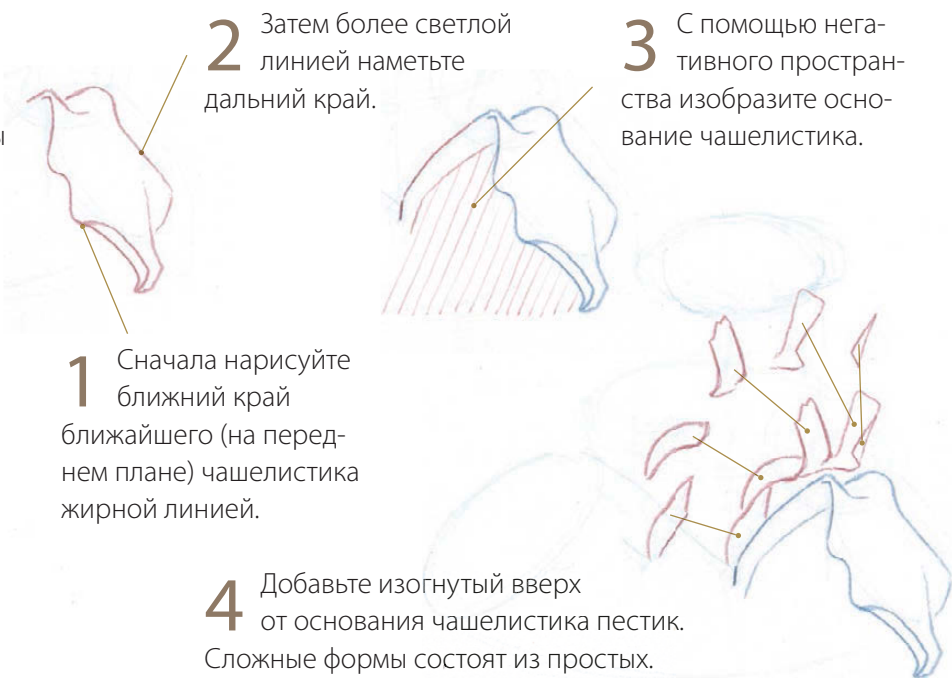 1 Сначала нарисуйте
ближний край
ближайшего (на перед-
нем плане) чашелистика
жирной линией.
2 Затем более светлой
линией наметьте
дальний край.
3 С помощью нега-
тивного простран-
ства изобразите осно-
вание чашелистика.
4 Добавьте изогнутый вверх
от основания чашелистика пестик.
Сложные формы состоят из простых.